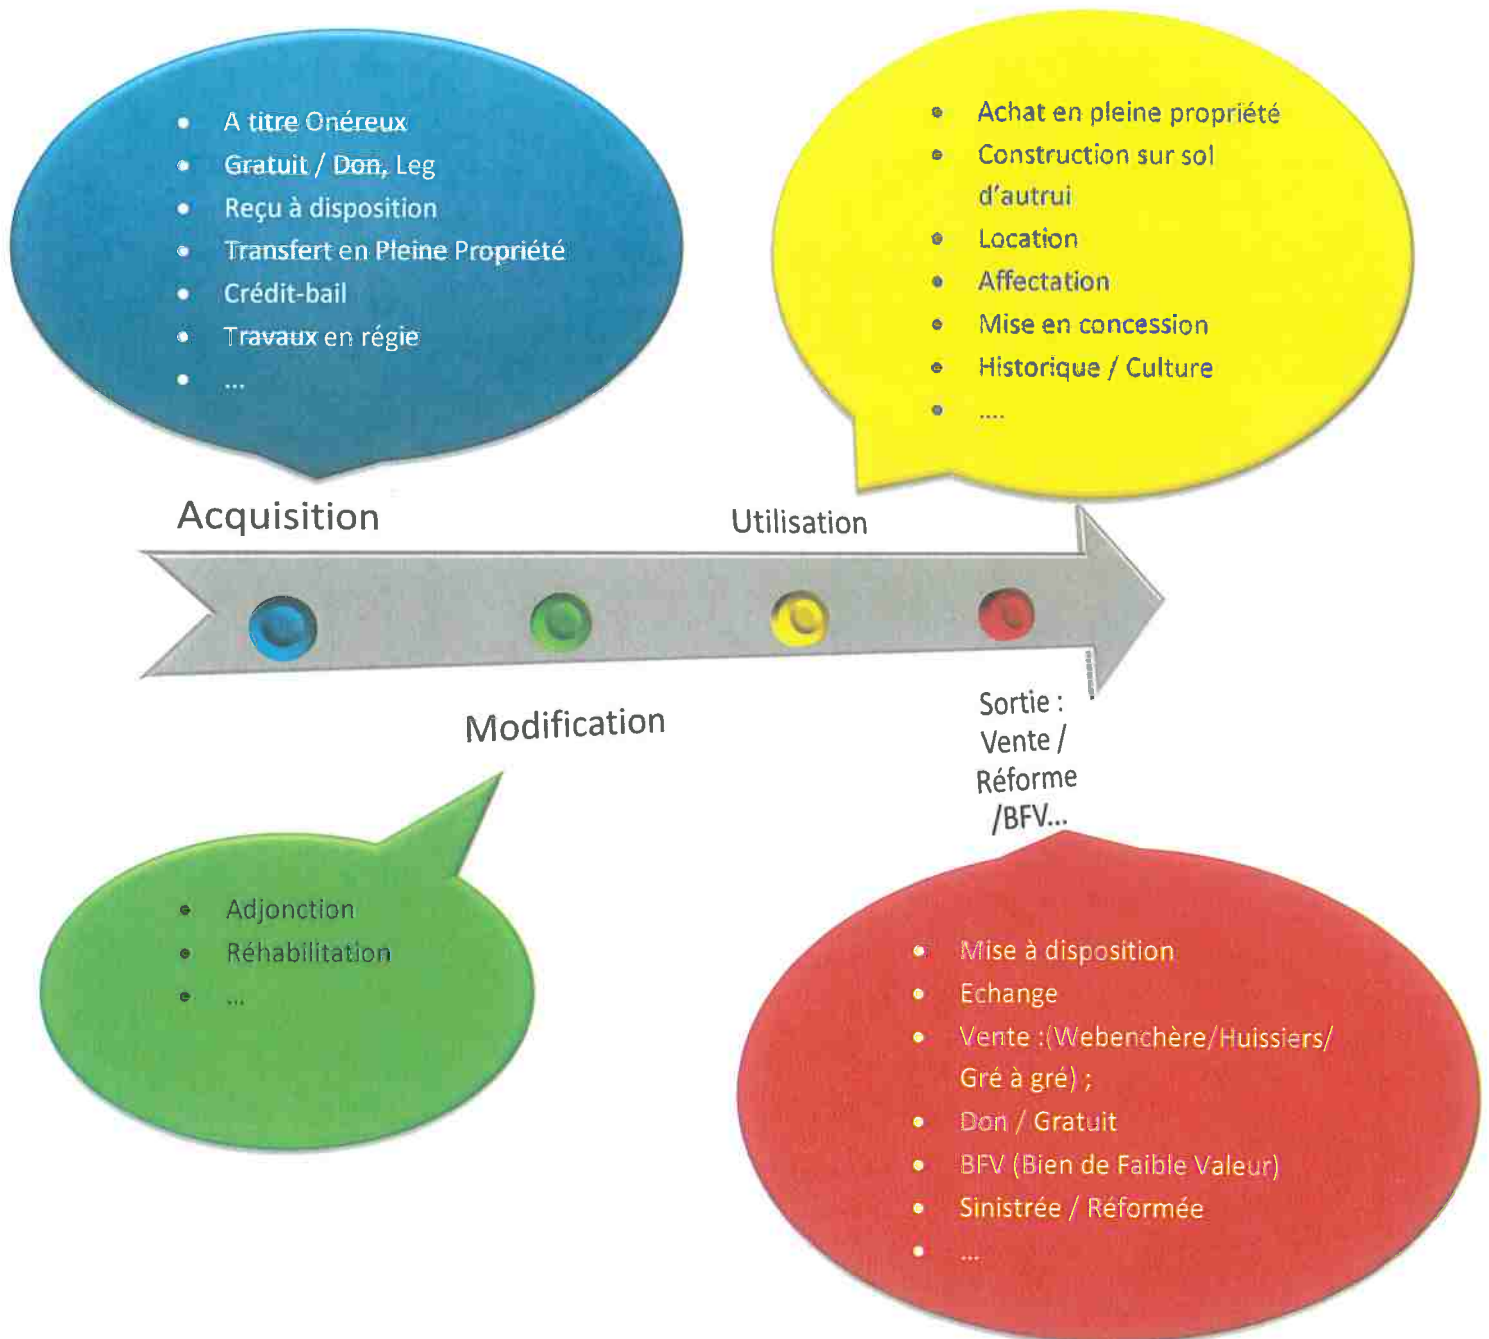 A titre Onéreux
Gratuit / Don, Leg
Reçu à disposition
Transfert en Pleine Propriété
Crédit-bail
Travaux en régie
...
Achat en pleine propriété
Construction sur sol
d'autrui
Location
Affectation
Mise en concession
Historique / Culture
....
Acquisition
Utilisation
Modification
Sortie :
Vente /
Réforme
/BFV...
Adjonction
Réhabilitation
...
Mise à disposition
Echange
Vente :(Webenchère/Huissiers/
Gré à gré) ;
Don / Gratuit
BFV (Bien de Faible Valeur)
Sinistrée / Réformée
...